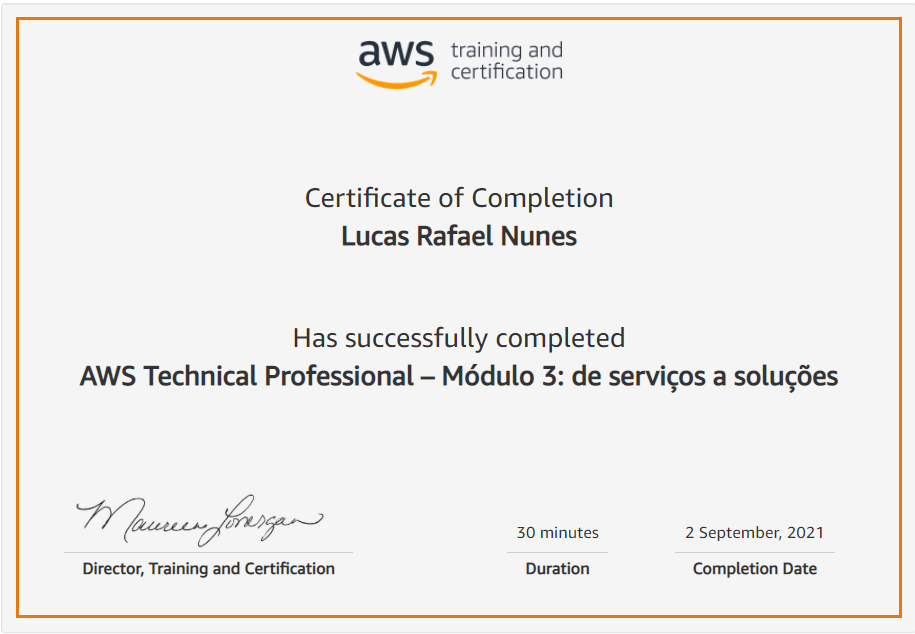 aws training and
certification
Certificate of Completion
Lucas Rafael Nunes
Has successfully completed
AWS Technical Professional – Módulo 3: de serviços a soluções
Maureen Lonergan
30 minutes
2 September, 2021
Director, Training and Certification
Duration
Completion Date